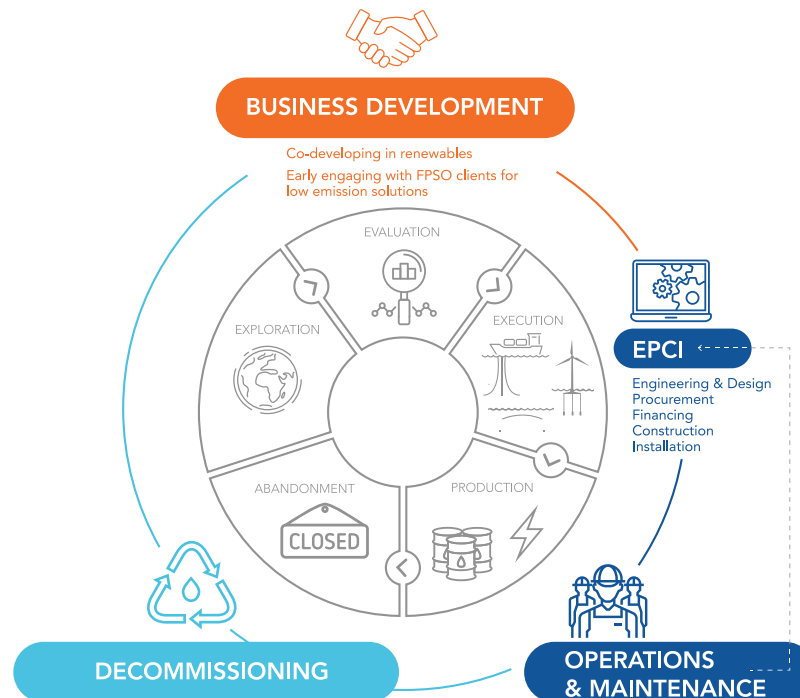 BUSINESS DEVELOPMENT
Co-developing in renewables
Early engaging with FPSO clients for
low emission solutions
EVALUATION
EXPLORATION
EXECUTION
EPCI
Engineering & Design
Procurement
Financing
Construction
Installation
ABANDONMENT
CLOSED
PRODUCTION
DECOMMISSIONING
OPERATIONS
& MAINTENANCE